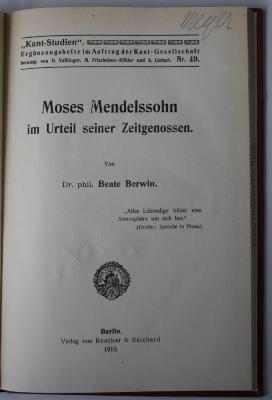 Meyer
„Kant-Studien“.
Ergänzungshefte im Auftrag der Kant-Gesellschaft
herausg. von H. Vaihinger, M. Frischeisen-Köhler und A. Liebert. Nr. 49.
Moses Mendelssohn
im Urteil seiner Zeitgenossen.
Von
Dr. phil. Beate Berwin.
„Alles Lebendige bildet eine
Atmosphäre um sich her.“
(Goethe: Sprüche in Prosa.)
Berlin,
Verlag von Reuther & Reichard
1919.